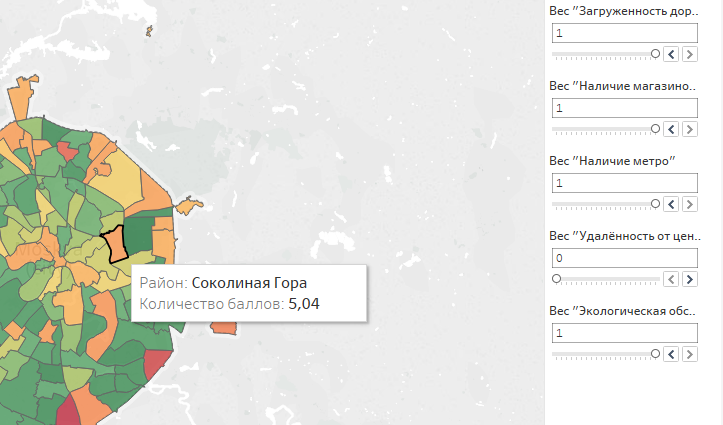 Вес "Загруженность дор..
1
Вес "Наличие магазино..
1
Вес "Наличие метро"
1
Вес "Удалённость от цен..
0
Вес "Экологическая обс..
1
Район: Соколиная Гора
Количество баллов: 5,04